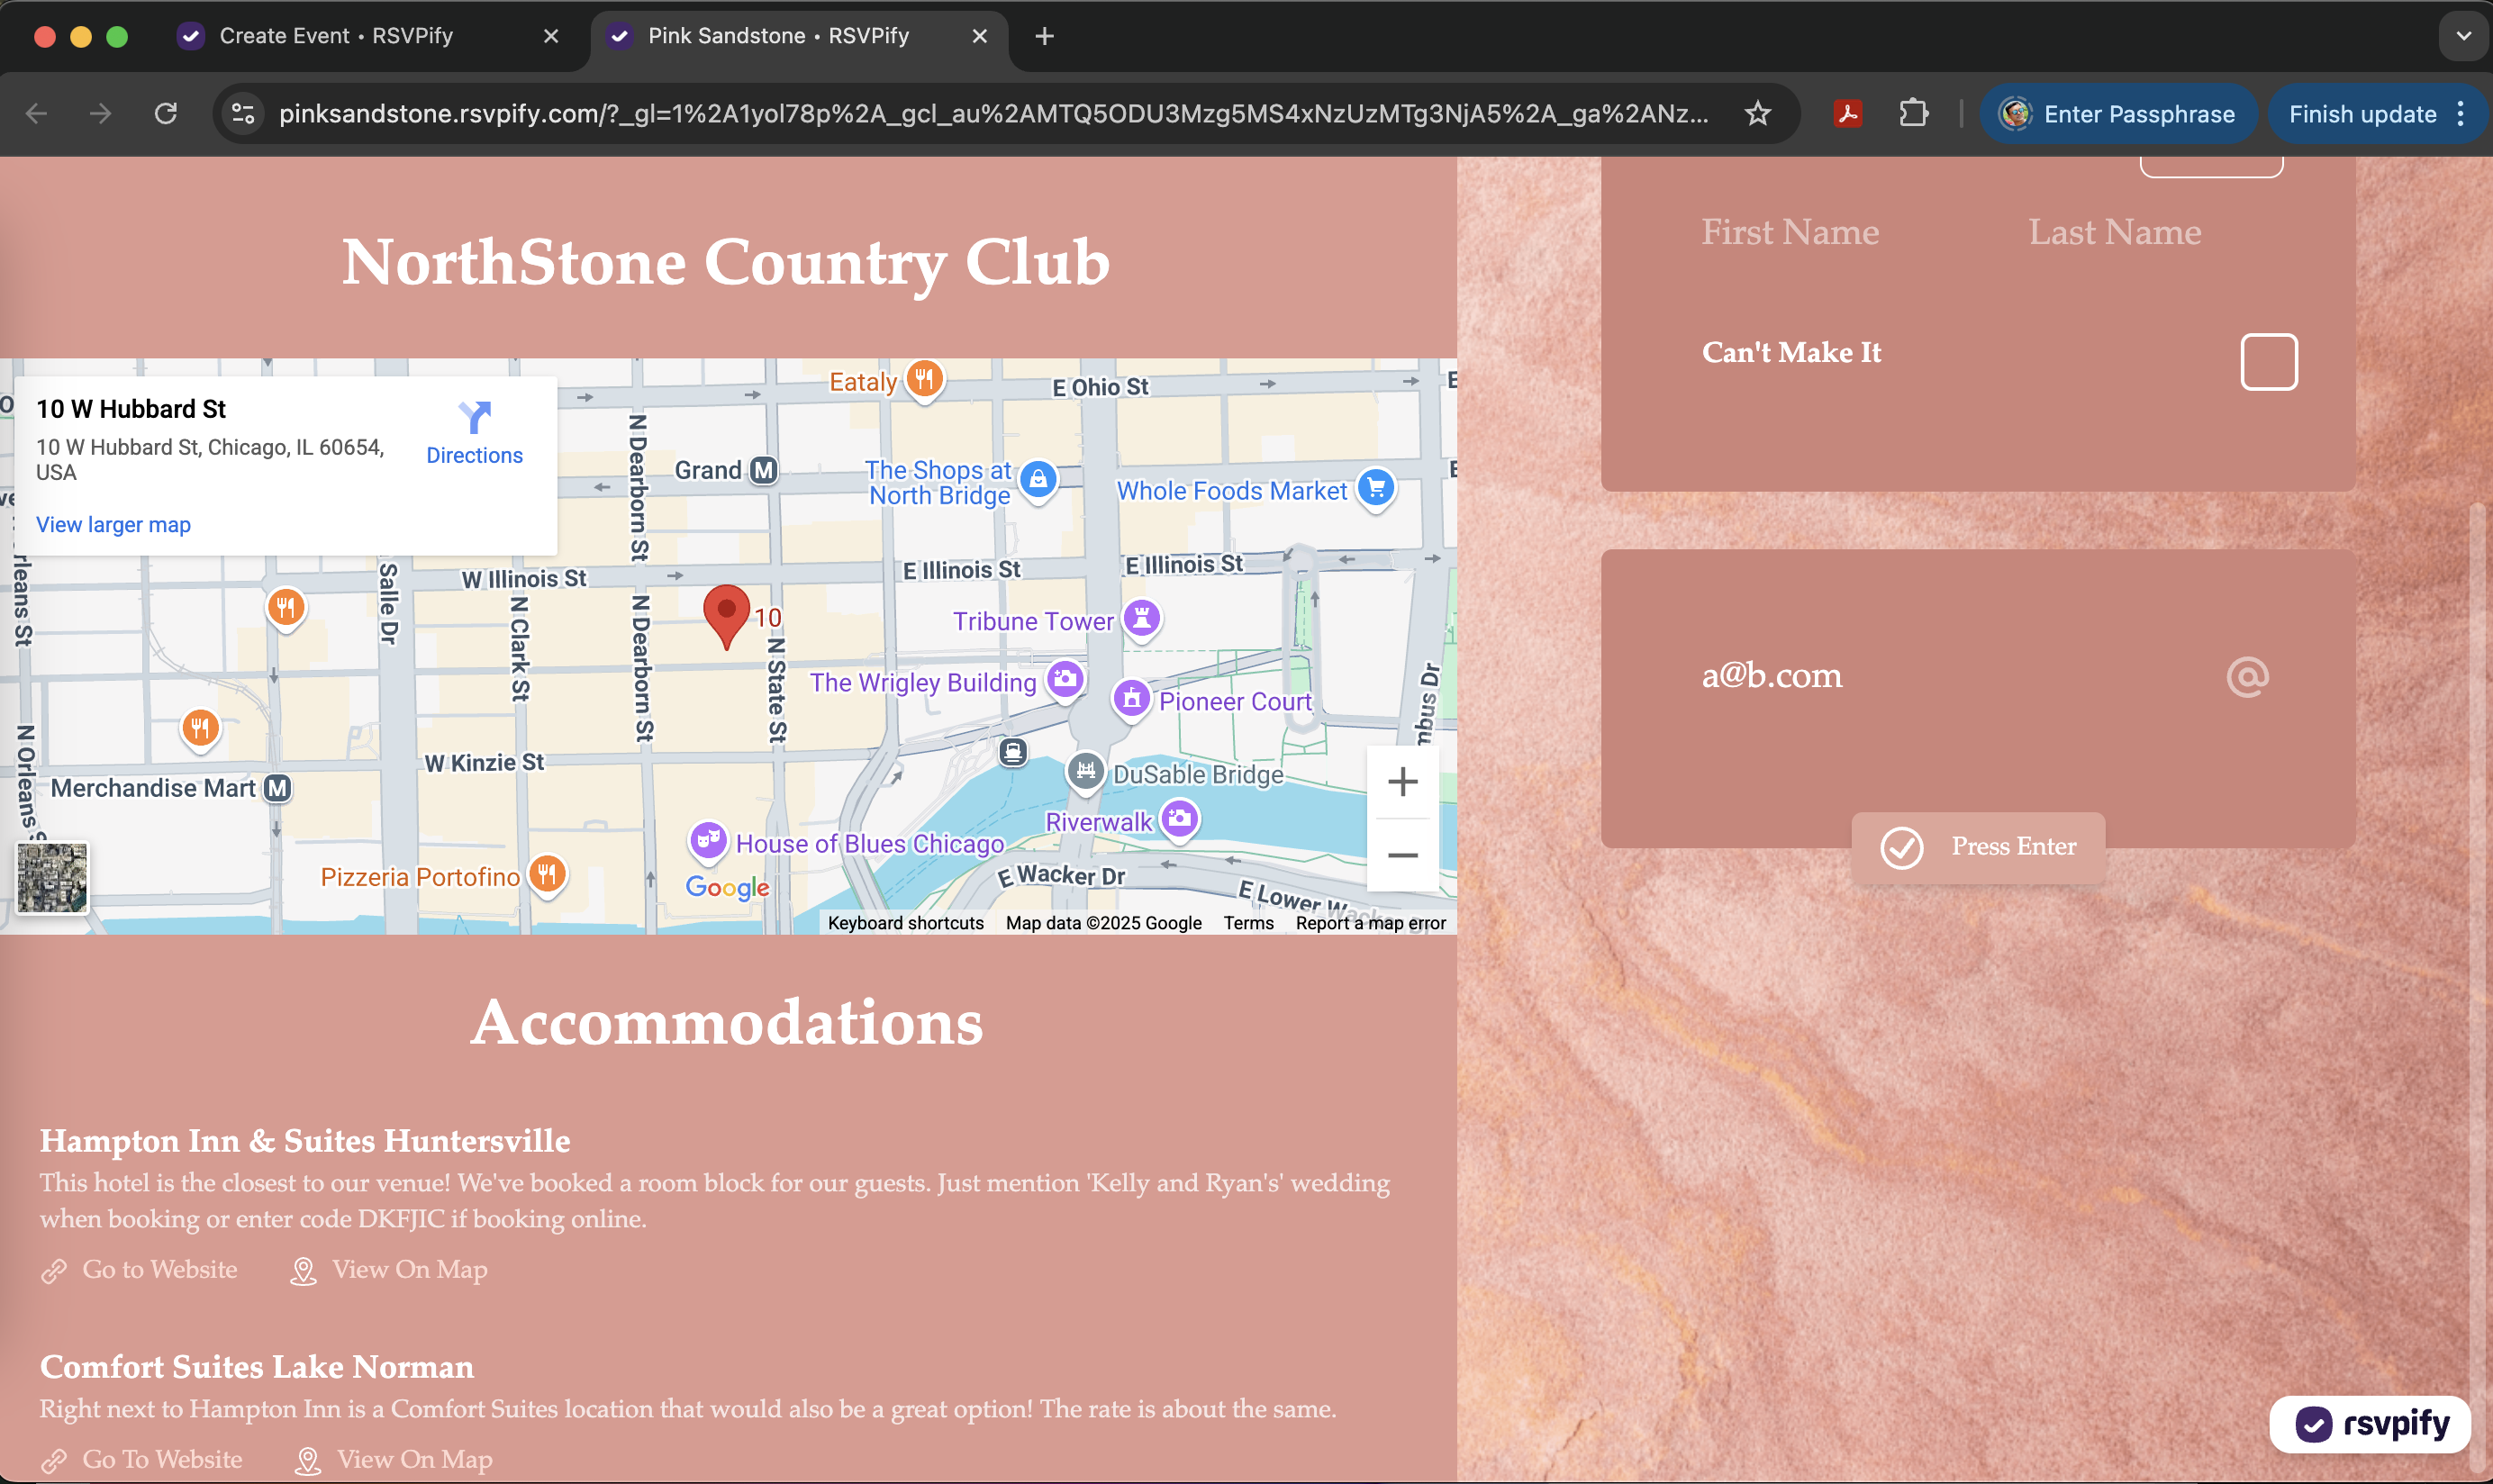 Create Event • RSVPify
Pink Sandstone • RSVPify
pinksandstone.rsvpify.com/?_gl=1%2A1yol78p%2A_gcl_au%2AMTQ5ODU3Mzg5MS4xNzUzMTg3NjA5%2A_ga%2ANz...
Enter Passphrase
Finish update
NorthStone Country Club
10 W Hubbard St
10 W Hubbard St, Chicago, IL 60654,
USA
Directions
View larger map
Eataly
E Ohio St
N Dearborn St
Grand
M
The Shops at
North Bridge
Whole Foods Market
W Illinois St
E Illinois St
E Illinois St
Salle Dr
N Clark St
N Dearborn St
10
N State St
Tribune Tower
The Wrigley Building
Pioneer Court
N Orleans S
W Kinzie St
Merchandise Mart
M
DuSable Bridge
Riverwalk
House of Blues Chicago
Pizzeria Portofino
Google
E Wacker Dr
E Lower Wacker Dr
Keyboard shortcuts
Map data ©2025 Google
Terms
Report a map error
Accommodations
Hampton Inn & Suites Huntersville
This hotel is the closest to our venue! We've booked a room block for our guests. Just mention 'Kelly and Ryan's' wedding
when booking or enter code DKFJIC if booking online.
Go to Website
View On Map
Comfort Suites Lake Norman
Right next to Hampton Inn is a Comfort Suites location that would also be a great option! The rate is about the same.
Go To Website
View On Map
First Name
Last Name
Can't Make It
a@b.com
@
Press Enter
rsvpify